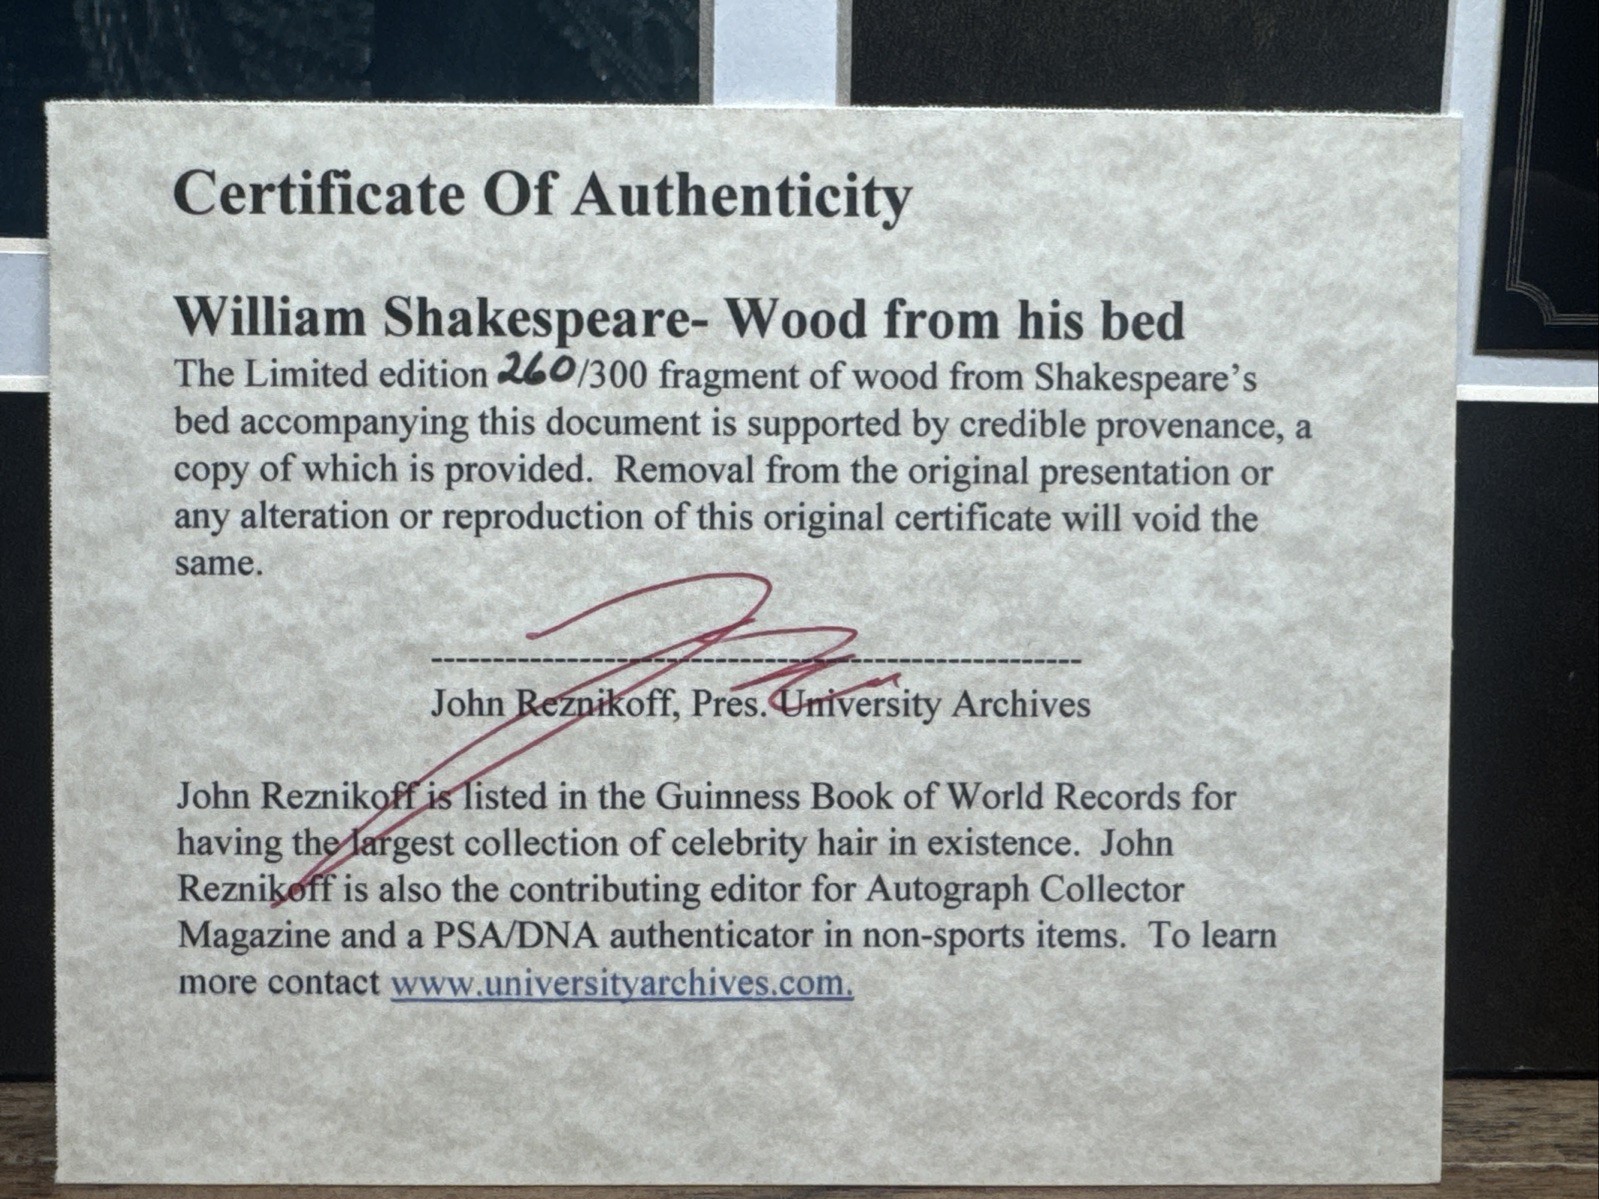 Certificate Of Authenticity
William Shakespeare- Wood from his bed
The Limited edition 260/300 fragment of wood from Shakespeare's
bed accompanying this document is supported by credible provenance, a
copy of which is provided.  Removal from the original presentation or
any alteration or reproduction of this original certificate will void the
same.
--------------------------------------------------
John Reznikoff, Pres. University Archives
John Reznikoff is listed in the Guinness Book of World Records for
having the largest collection of celebrity hair in existence.  John
Reznikoff is also the contributing editor for Autograph Collector
Magazine and a PSA/DNA authenticator in non-sports items.  To learn
more contact www.universityarchives.com.